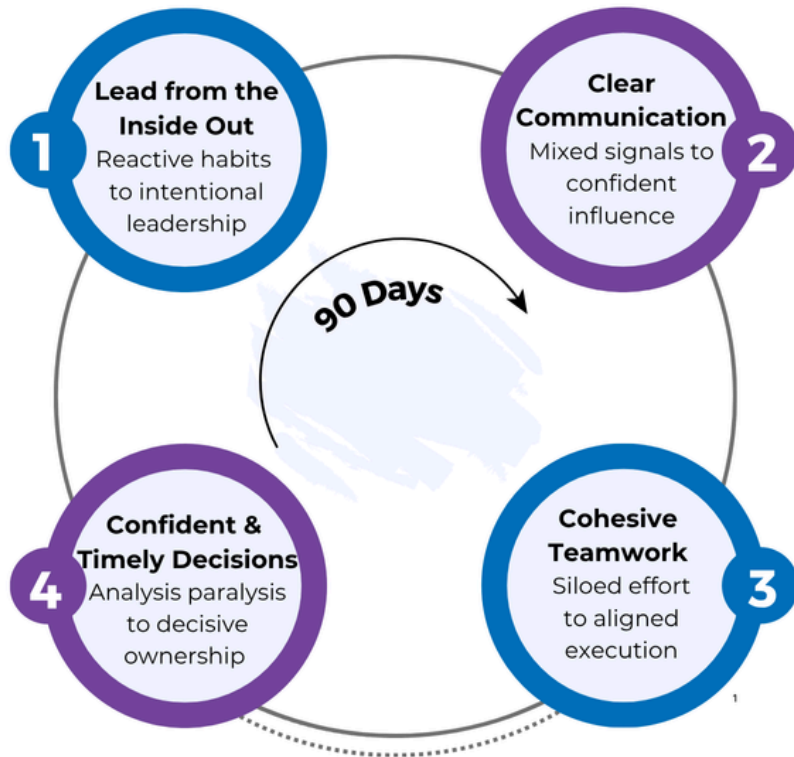 1
Lead from the
Inside Out
Reactive habits
to intentional
leadership
Clear
Communication
Mixed signals to
confident
influence
2
90 Days
4
Confident &
Timely Decisions
Analysis paralysis
to decisive
ownership
Cohesive
Teamwork
Siloed effort
to aligned
execution
3
1